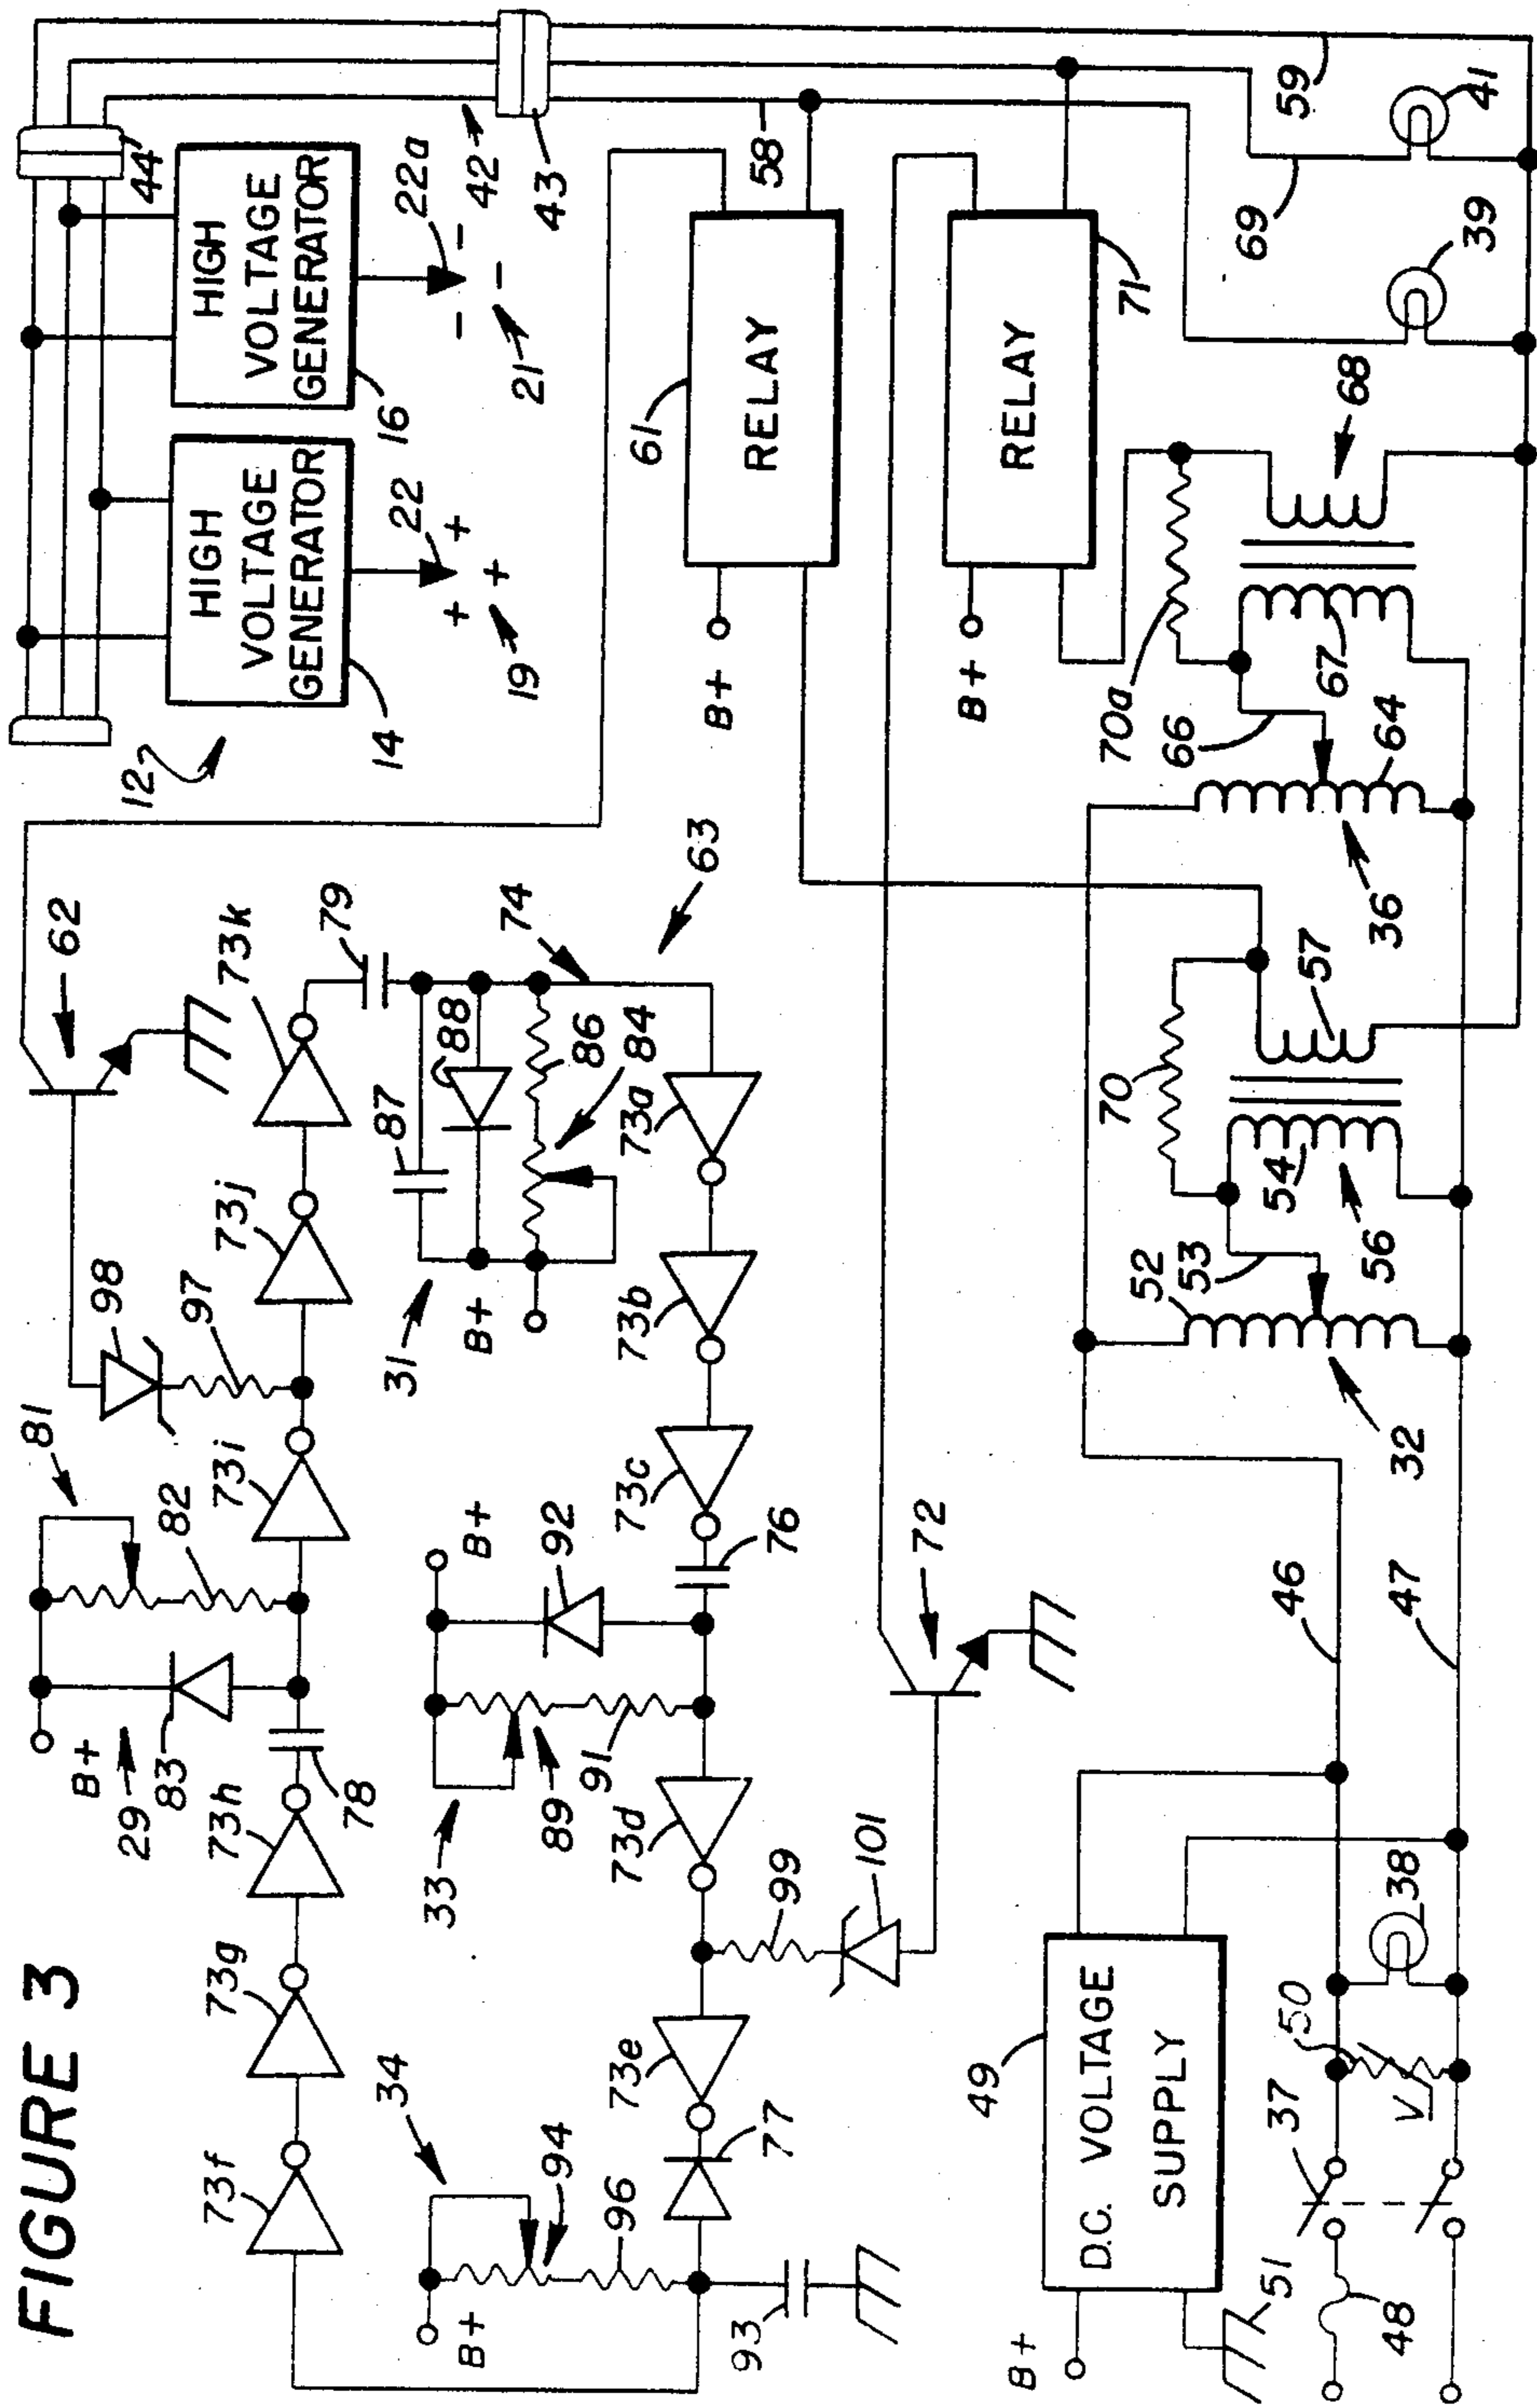 FIGURE 3
73f
73g
73h
29
83
B+
78
81
82
73i
98
97
73j
62
73k
79
12
14
HIGH
VOLTAGE
GENERATOR
22
+ + +
19
16
HIGH
VOLTAGE
GENERATOR
22a
- - -
21
44
42
43
34
B+
94
96
93
77
73e
33
89
91
73d
99
101
B+
92
73c
76
73b
31
B+
87
88
86
84
73a
74
63
72
61
RELAY
B+
58
RELAY
B+
71
59
69
41
39
B+
49
D.C. VOLTAGE
SUPPLY
51
48
37
50
V
38
46
47
32
52
53
54
56
70
57
36
64
66
67
70a
68